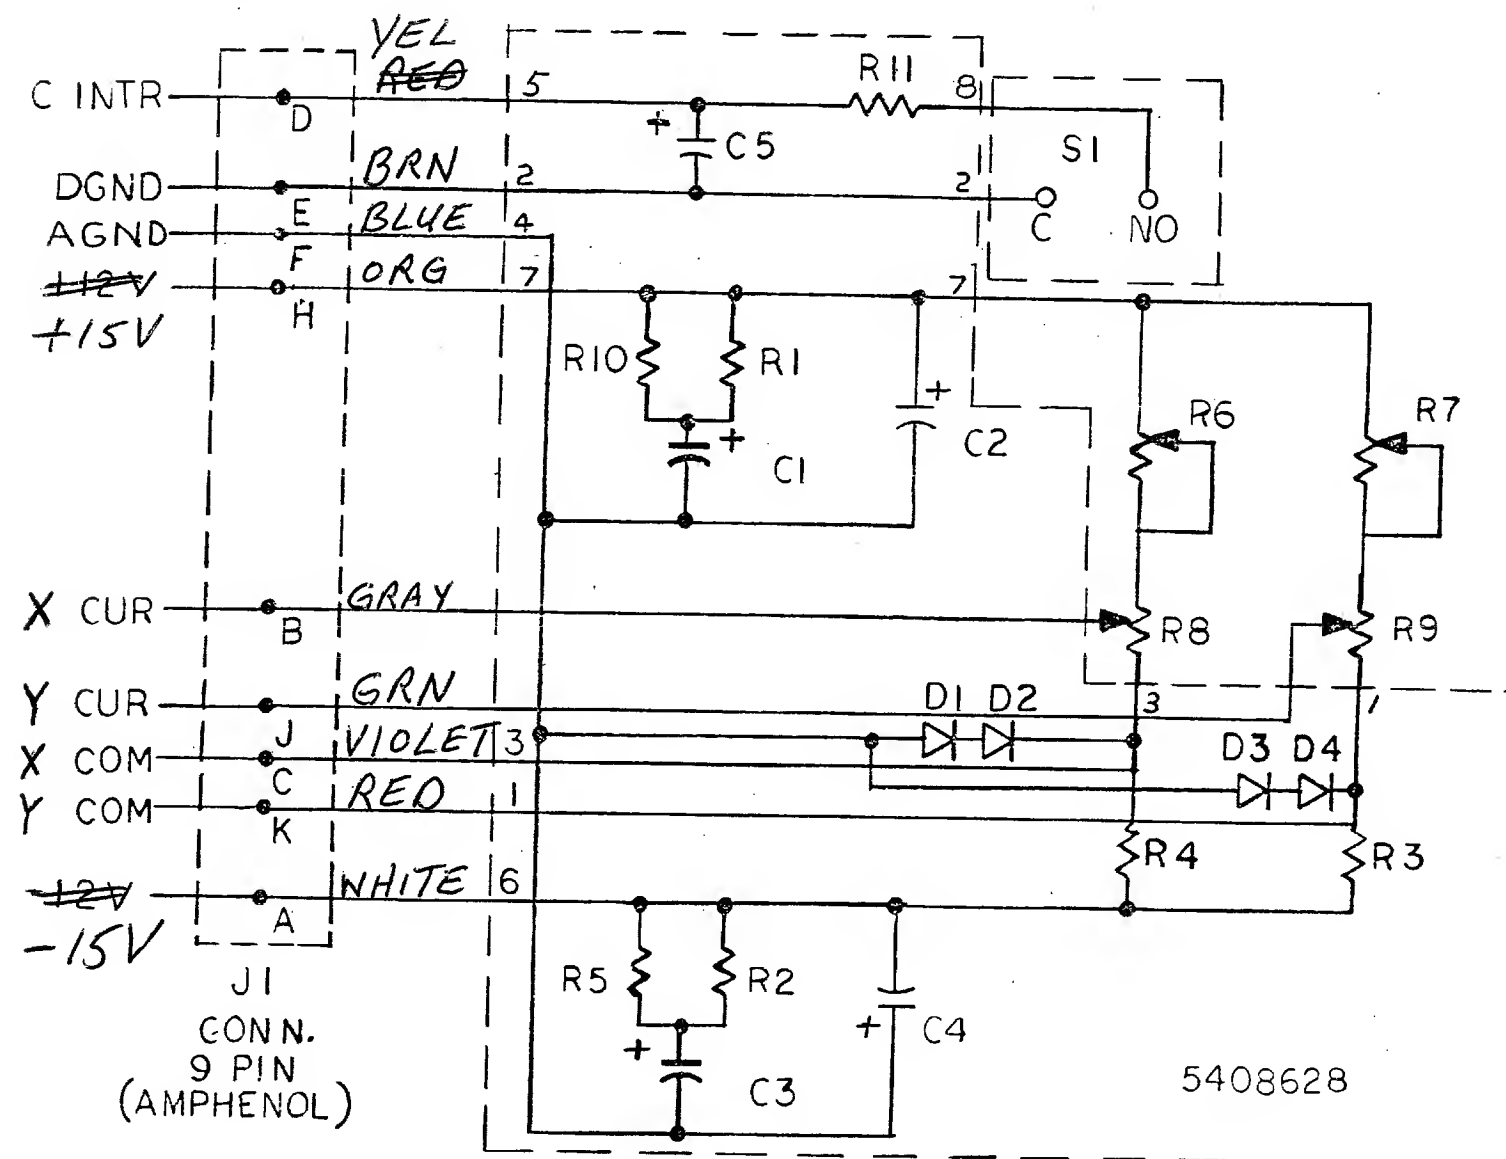 YEL
C INTR D RED 5 R11 8
+ C5 S1
DGND E BRN 2 2 C NO
AGND F BLUE 4
+12V H ORG 7 7
+15V
R10 R1 + C2 R6 R7
+ C1
X CUR B GRAY R8 R9
Y CUR J GRN D1 D2 3 1
X COM C VIOLET 3 D3 D4
Y COM K RED 1
R4 R3
12V A WHITE 6
-15V
R5 R2 + C4
+ C3
J1
CONN.
9 PIN
(AMPHENOL)
5408628